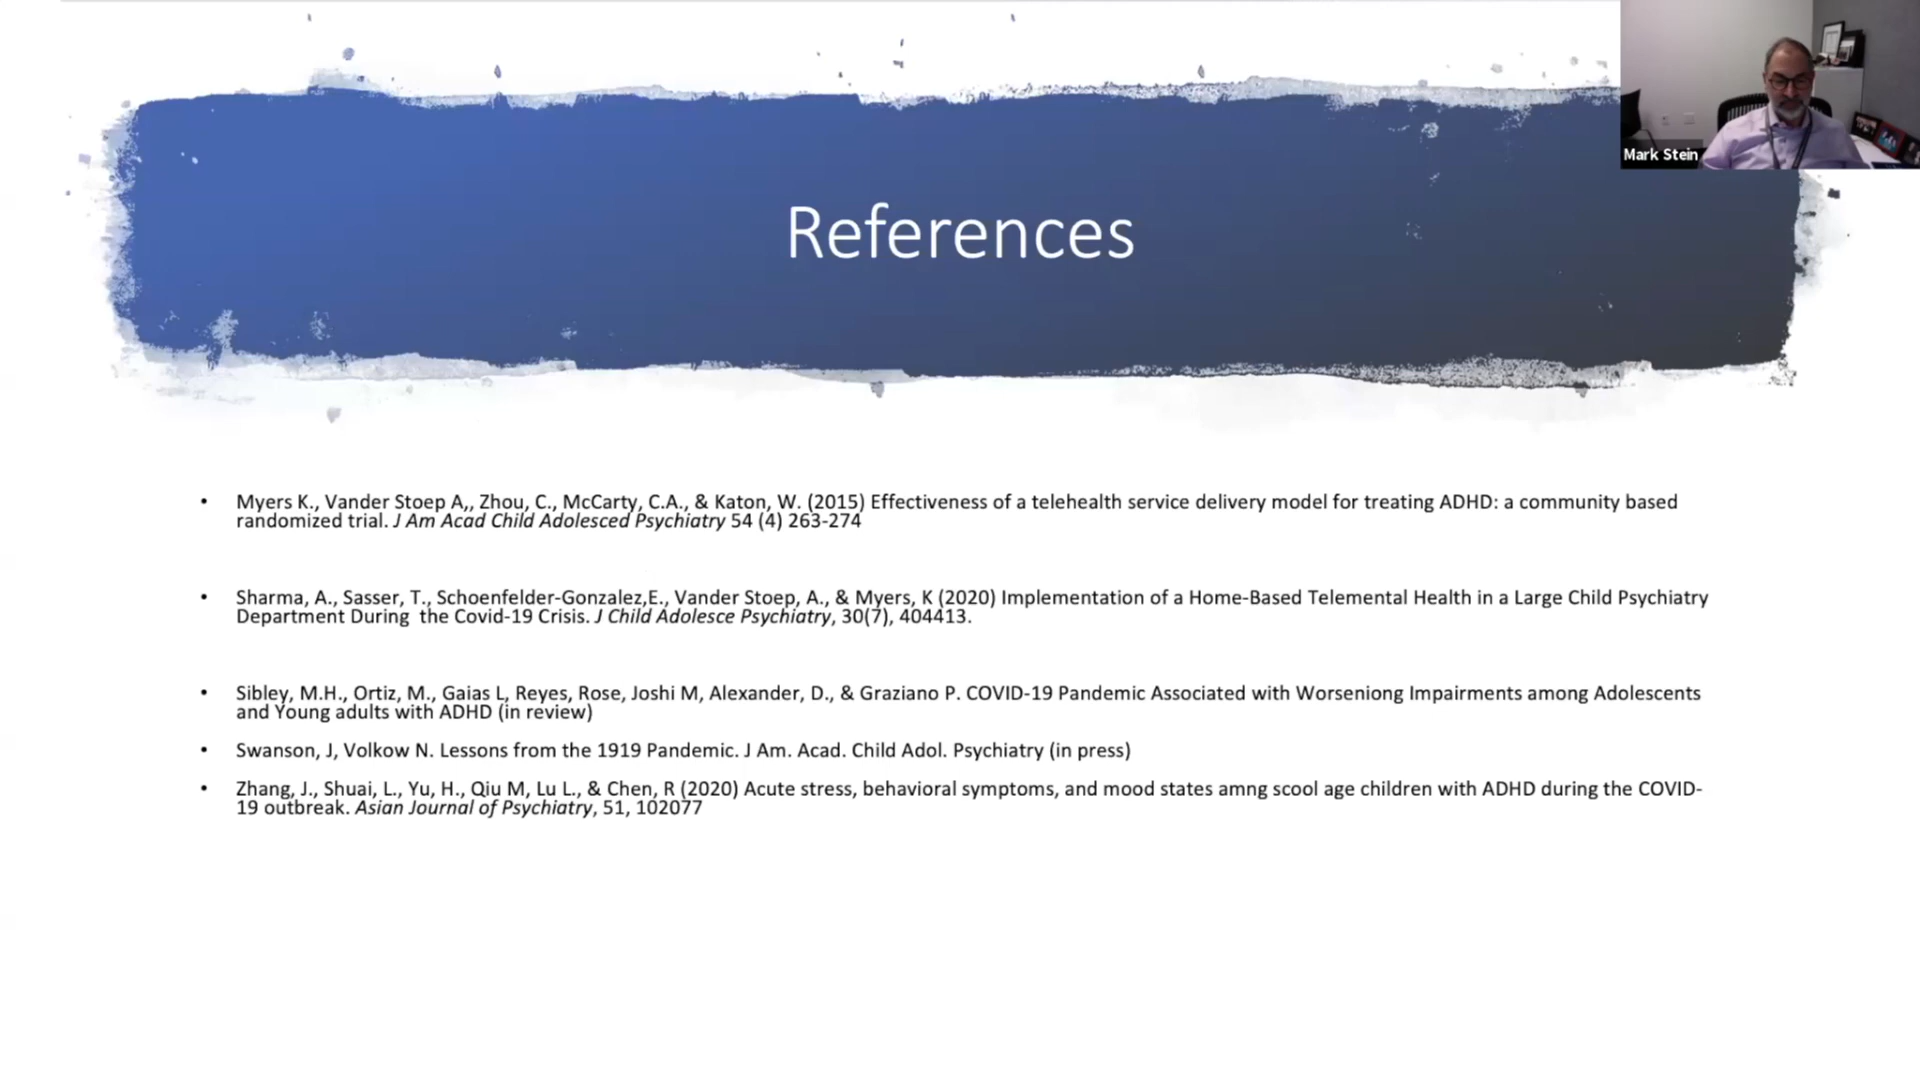 Mark Stein
References
• Myers K., Vander Stoep A,, Zhou, C., McCarty, C.A., & Katon, W. (2015) Effectiveness of a telehealth service delivery model for treating ADHD: a community based
randomized trial. J Am Acad Child Adolesced Psychiatry 54 (4) 263-274
• Sharma, A., Sasser, T., Schoenfelder-Gonzalez,E., Vander Stoep, A., & Myers, K (2020) Implementation of a Home-Based Telemental Health in a Large Child Psychiatry
Department During the Covid-19 Crisis. J Child Adolesce Psychiatry, 30(7), 404413.
• Sibley, M.H., Ortiz, M., Gaias L, Reyes, Rose, Joshi M, Alexander, D., & Graziano P. COVID-19 Pandemic Associated with Worseniong Impairments among Adolescents
and Young adults with ADHD (in review)
• Swanson, J, Volkow N. Lessons from the 1919 Pandemic. J Am. Acad. Child Adol. Psychiatry (in press)
• Zhang, J., Shuai, L., Yu, H., Qiu M, Lu L., & Chen, R (2020) Acute stress, behavioral symptoms, and mood states amng scool age children with ADHD during the COVID-
19 outbreak. Asian Journal of Psychiatry, 51, 102077